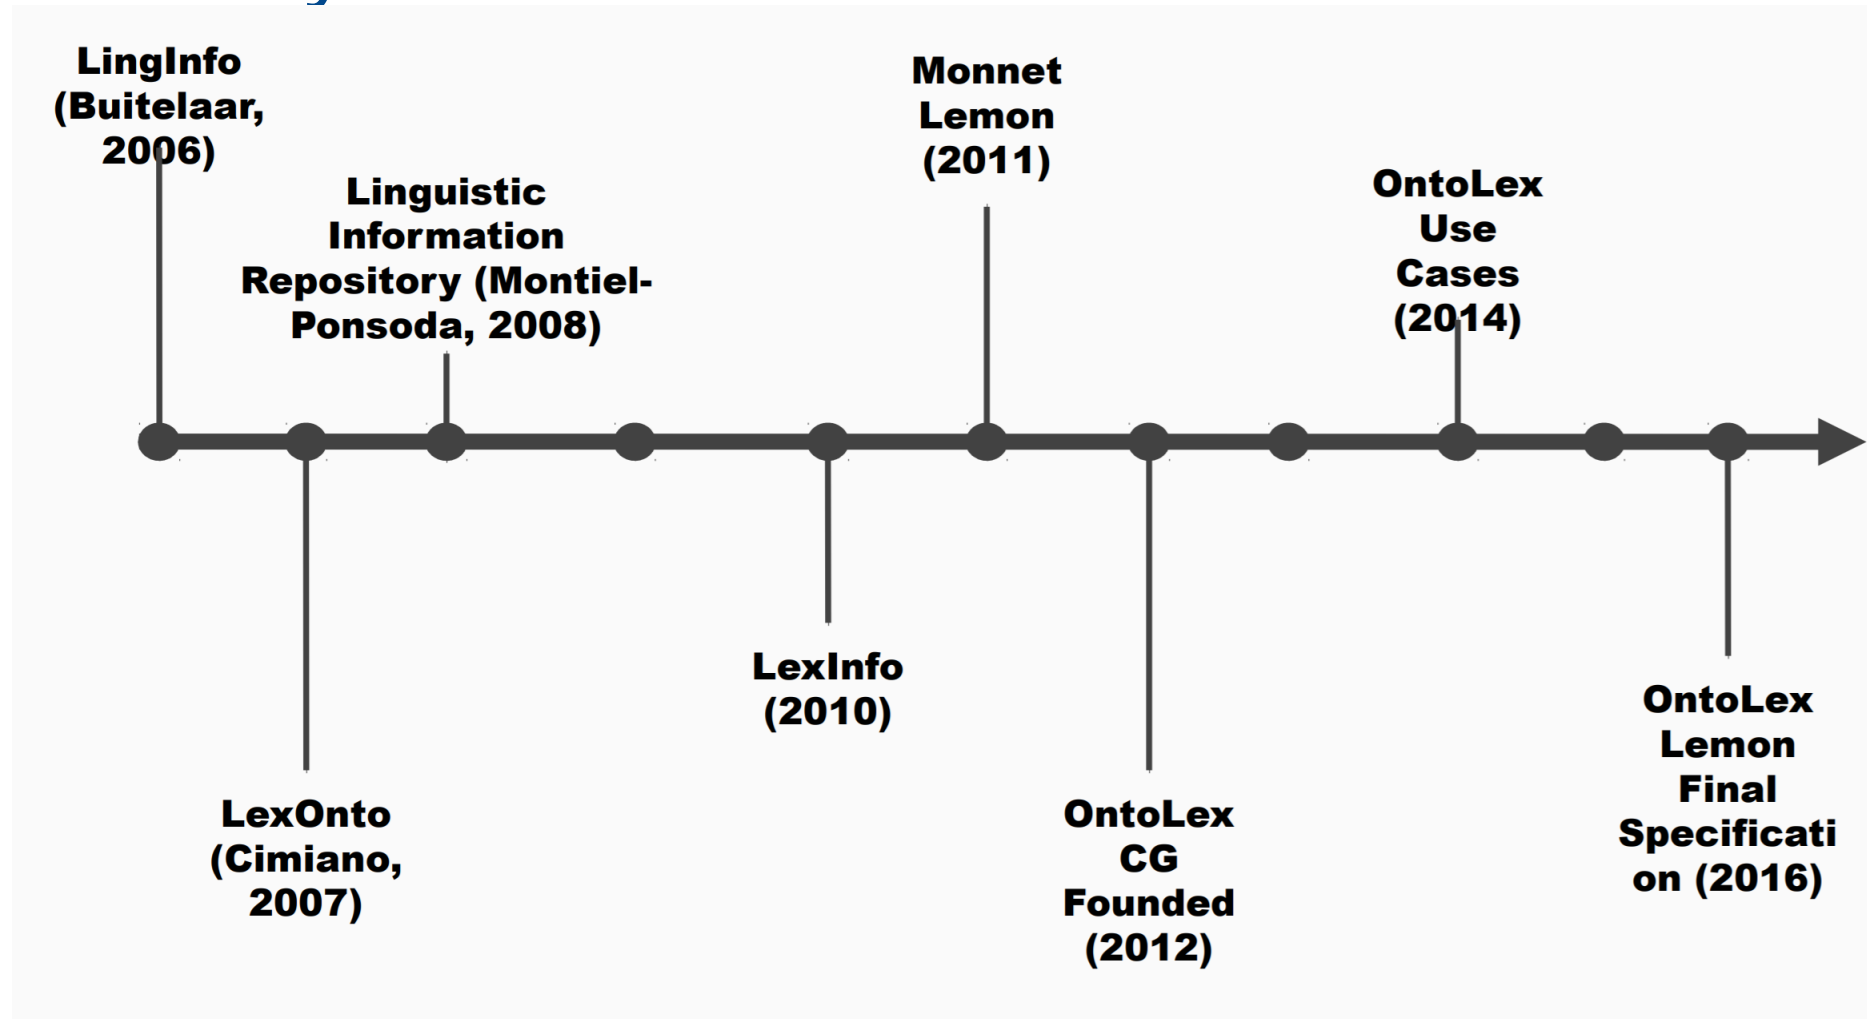 LingInfo
(Buitelaar,
2006)
Linguistic
Information
Repository (Montiel-
Ponsoda, 2008)
Monnet
Lemon
(2011)
OntoLex
Use
Cases
(2014)
LexInfo
(2010)
LexOnto
(Cimiano,
2007)
OntoLex
CG
Founded
(2012)
OntoLex
Lemon
Final
Specificati
on (2016)